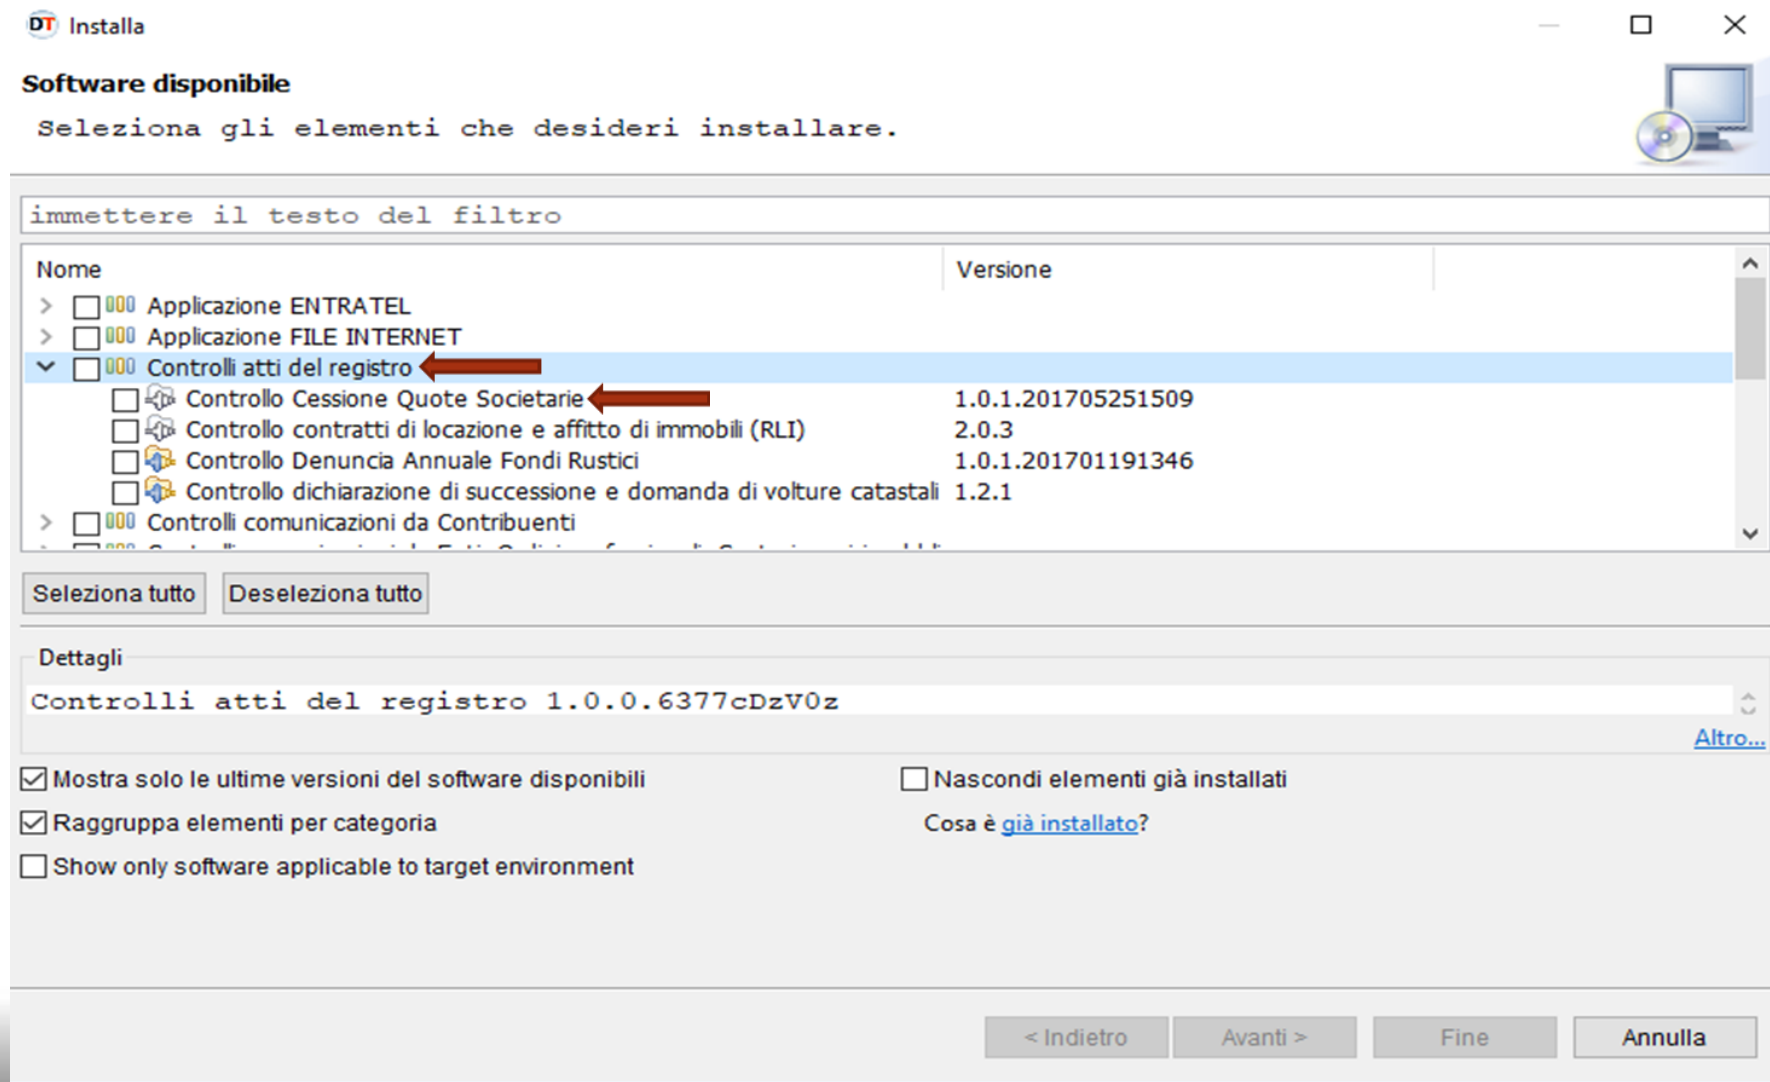 DT Installa
Software disponibile
Seleziona gli elementi che desideri installare.
immettere il testo del filtro
Nome Versione
Applicazione ENTRATEL
Applicazione FILE INTERNET
Controlli atti del registro
Controllo Cessione Quote Societarie 1.0.1.201705251509
Controllo contratti di locazione e affitto di immobili (RLI) 2.0.3
Controllo Denuncia Annuale Fondi Rustici 1.0.1.201701191346
Controllo dichiarazione di successione e domanda di volture catastali 1.2.1
Controlli comunicazioni da Contribuenti
Seleziona tutto Deseleziona tutto
Dettagli
Controlli atti del registro 1.0.0.6377cDzV0z
Altro...
Mostra solo le ultime versioni del software disponibili Nascondi elementi già installati
Raggruppa elementi per categoria Cosa è già installato?
Show only software applicable to target environment
< Indietro Avanti > Fine Annulla